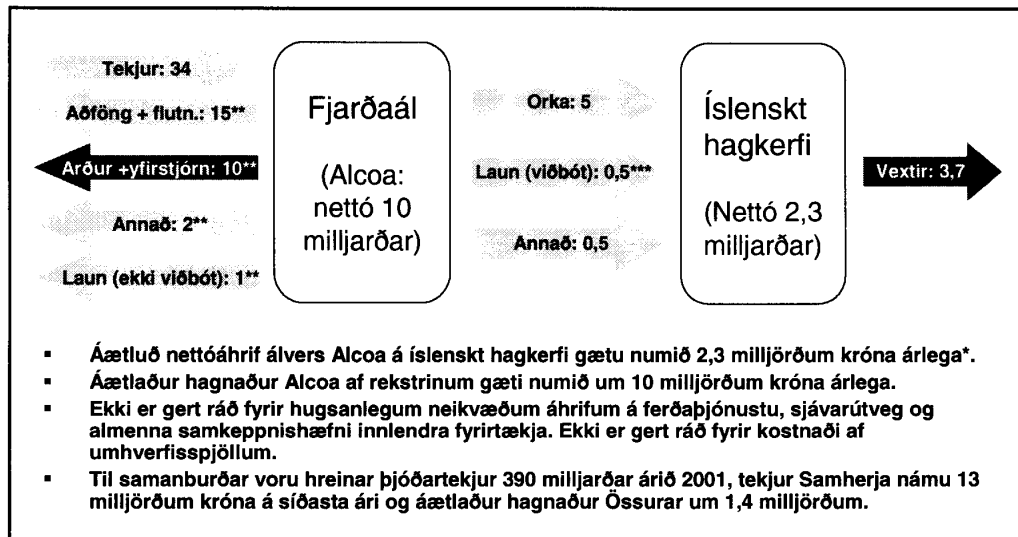 Tekjur: 34
Aðföng + flutn.: 15**
Arður +yfirstjórn: 10**
Annað: 2**
Laun (ekki viðbót): 1**
Fjarðaál
(Alcoa:
nettó 10
milljarðar)
Orka: 5
Laun (viðbót): 0,5***
Annað: 0,5
Íslenskt
hagkerfi
(Nettó 2,3
milljarðar)
Vextir: 3,7
▪ Áætluð nettóáhrif álvers Alcoa á íslenskt hagkerfi gætu numið 2,3 milljörðum króna árlega*.
▪ Áætlaður hagnaður Alcoa af rekstrinum gæti numið um 10 milljörðum króna árlega.
▪ Ekki er gert ráð fyrir hugsanlegum neikvæðum áhrifum á ferðaþjónustu, sjávarútveg og
almenna samkeppnishæfni innlendra fyrirtækja. Ekki er gert ráð fyrir kostnaði af
umhverfisspjöllum.
▪ Til samanburðar voru hreinar þjóðartekjur 390 milljarðar árið 2001, tekjur Samherja námu 13
milljörðum króna á síðasta ári og áætlaður hagnaður Össurar um 1,4 milljörðum.